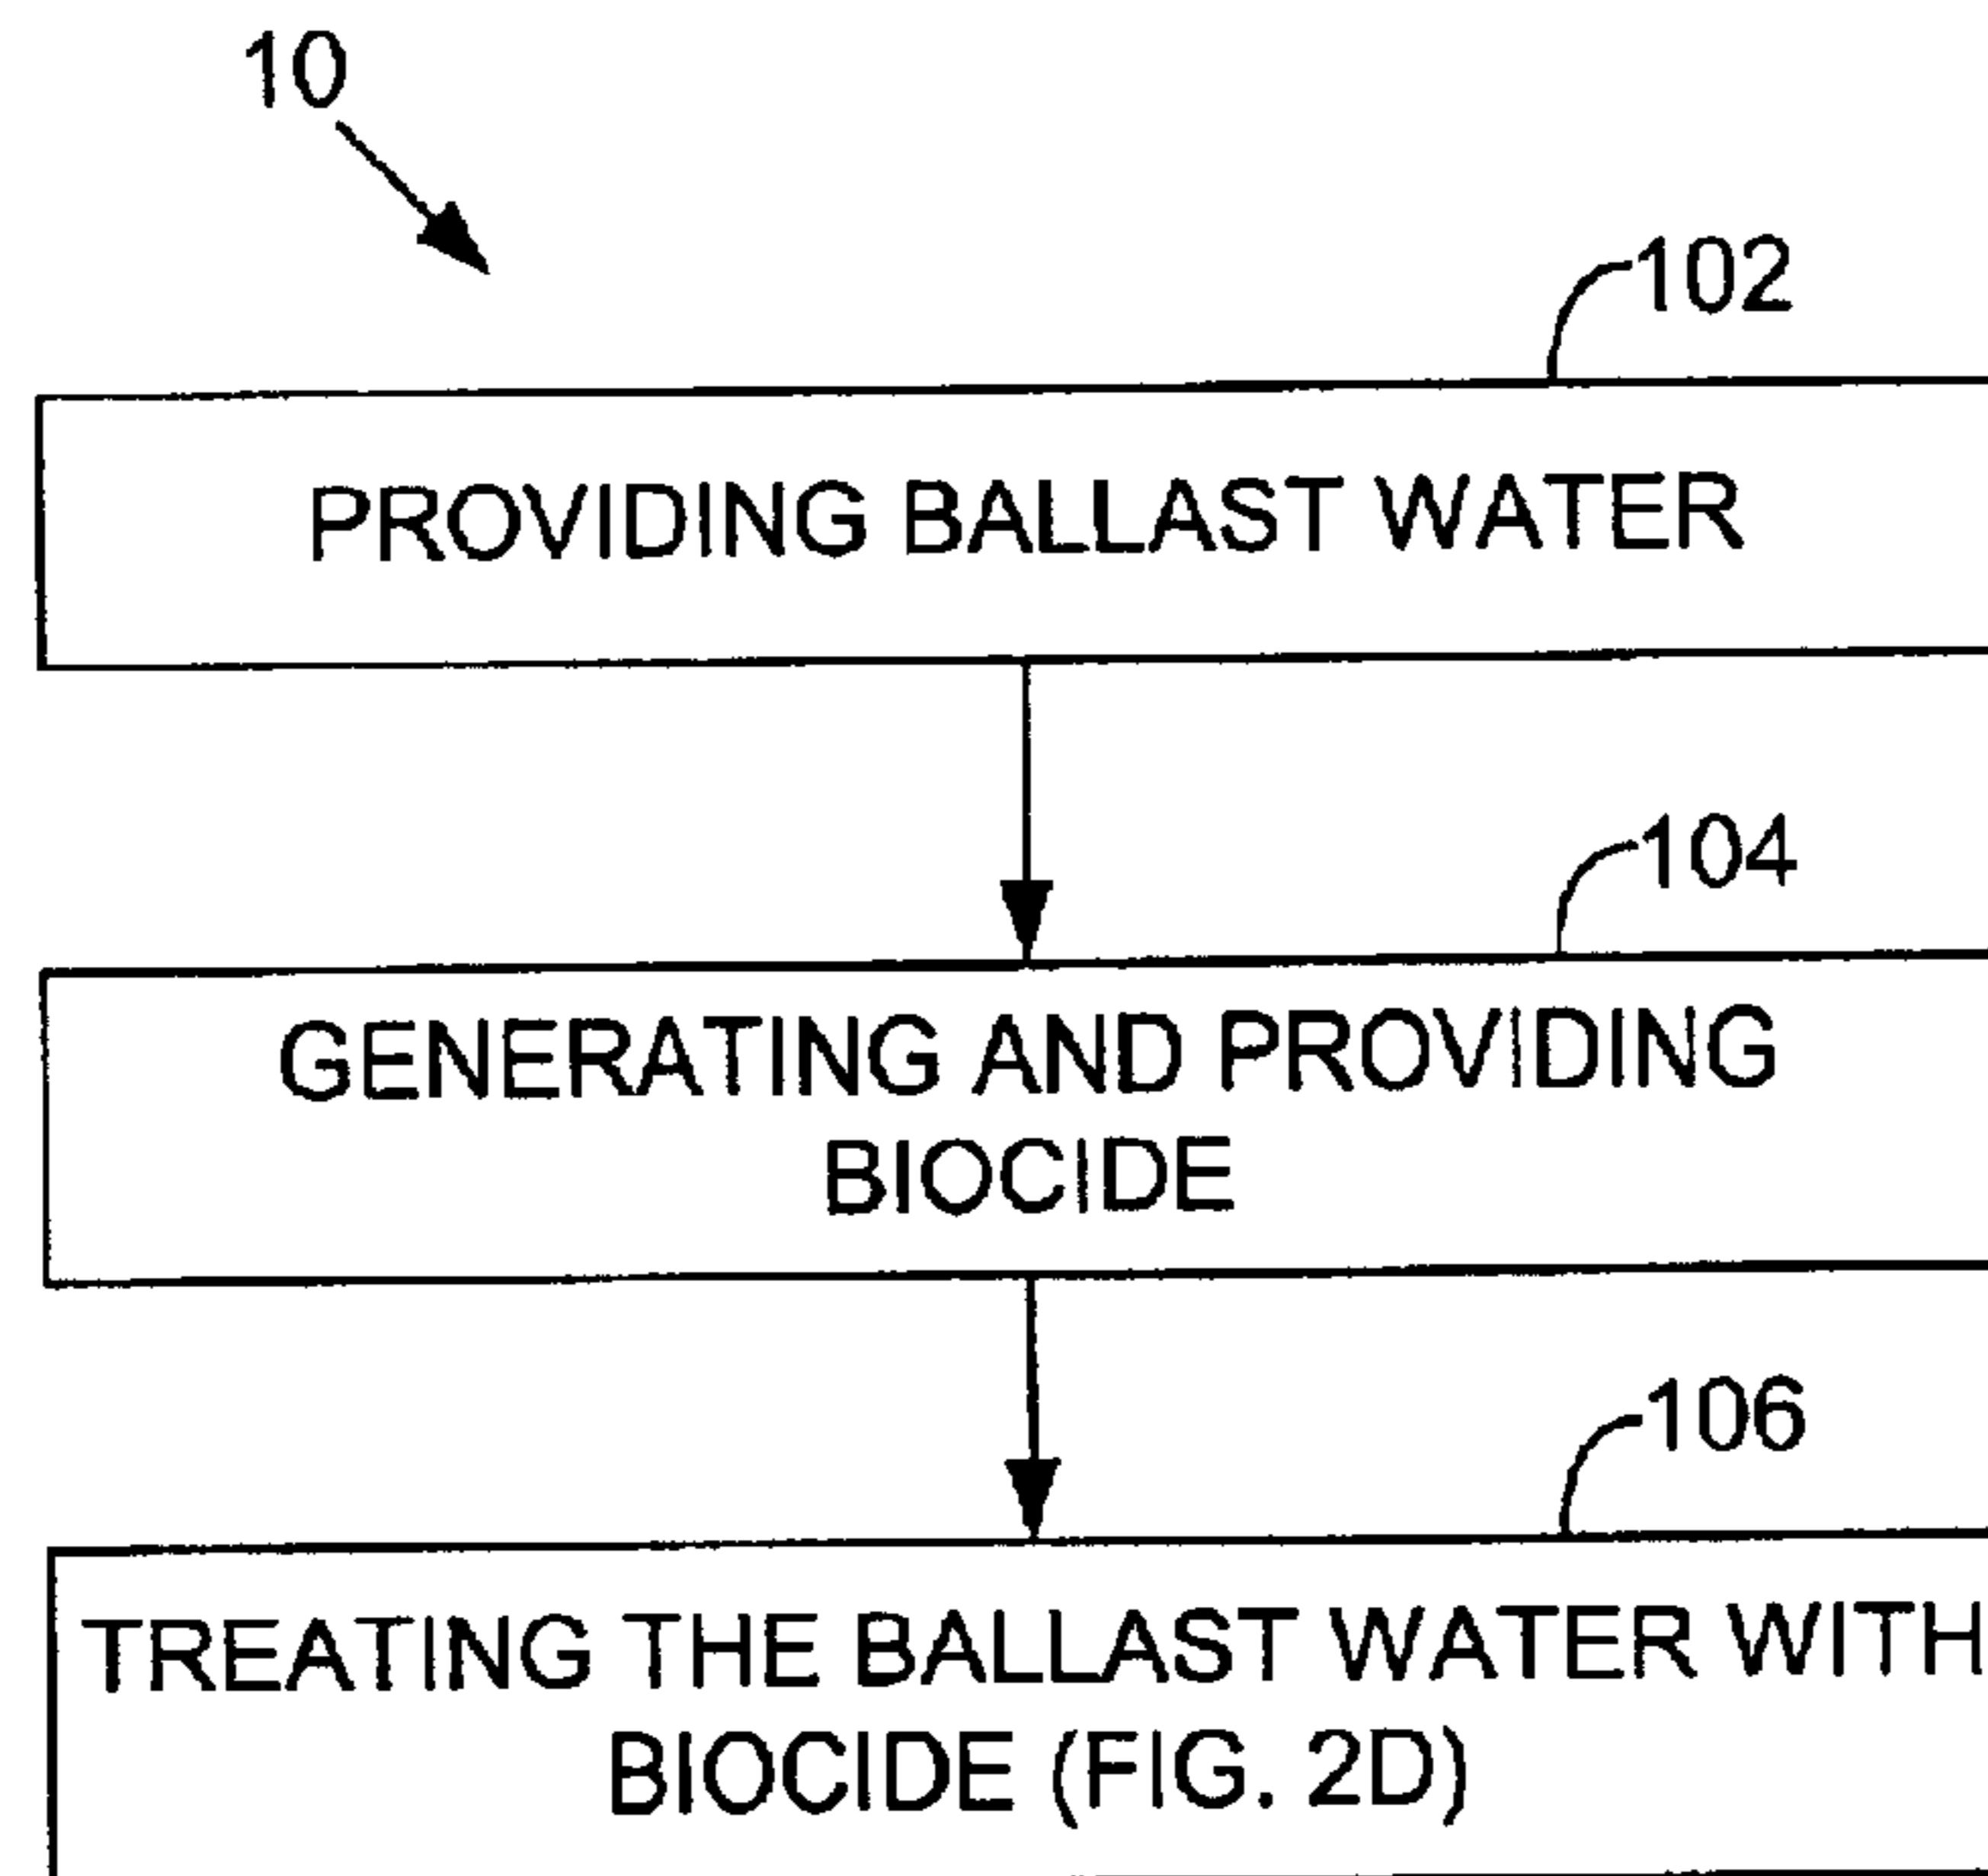 10
102
PROVIDING BALLAST WATER
104
GENERATING AND PROVIDING
BIOCIDE
106
TREATING THE BALLAST WATER WITH
BIOCIDE (FIG. 2D)